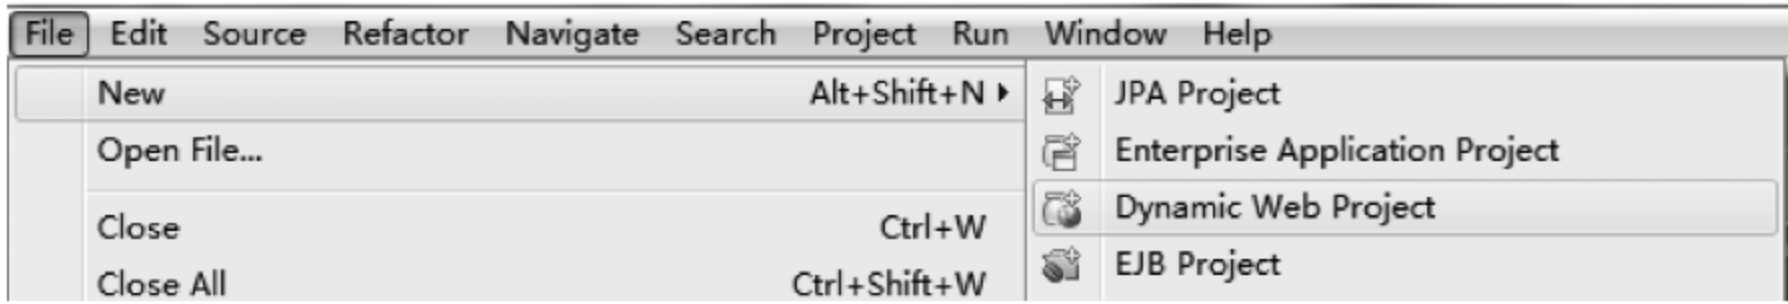 File Edit Source Refactor Navigate Search Project Run Window Help
New Alt+Shift+N
Open File...
Close Ctrl+W
Close All Ctrl+Shift+W
JPA Project
Enterprise Application Project
Dynamic Web Project
EJB Project